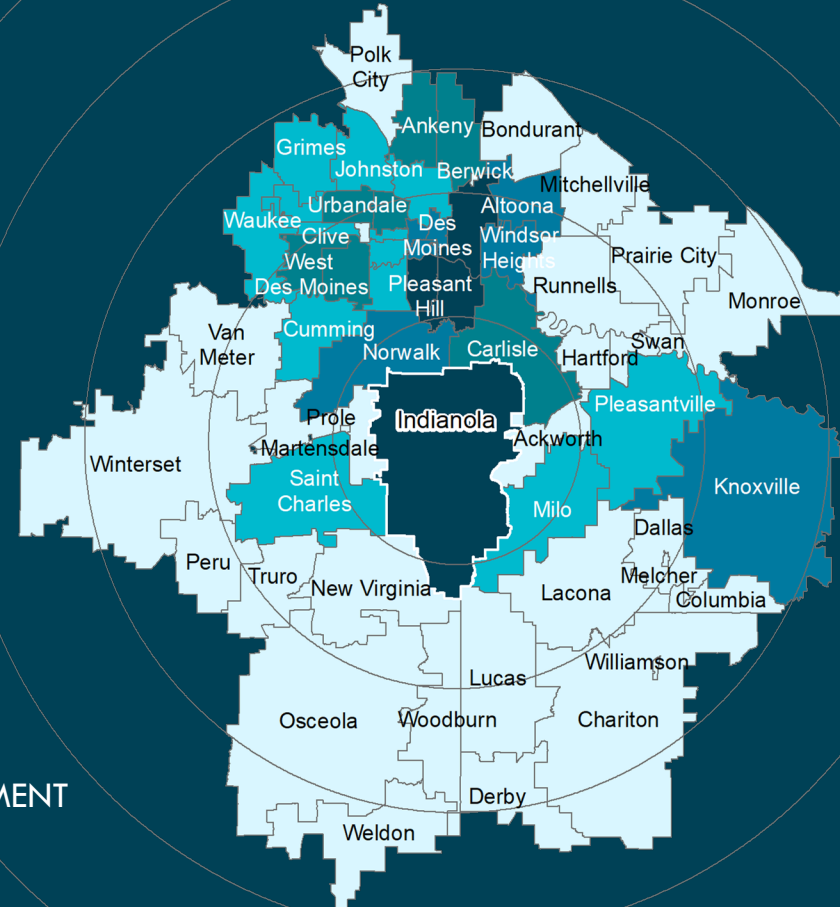 Polk
City
Ankeny
Bondurant
Grimes
Johnston
Berwick
Mitchellville
Urbandale
Altoona
Waukee
Clive
Des
Moines
Windsor
Heights
West
Des Moines
Prairie City
Pleasant
Hill
Runnells
Monroe
Van
Meter
Cumming
Norwalk
Carlisle
Swan
Hartford
Pleasantville
Prole
Indianola
Ackworth
Martensdale
Winterset
Saint
Charles
Milo
Knoxville
Dallas
Peru
Truro
New Virginia
Lacona
Melcher
Columbia
Williamson
Lucas
Osceola
Woodburn
Chariton
MENT
Derby
Weldon